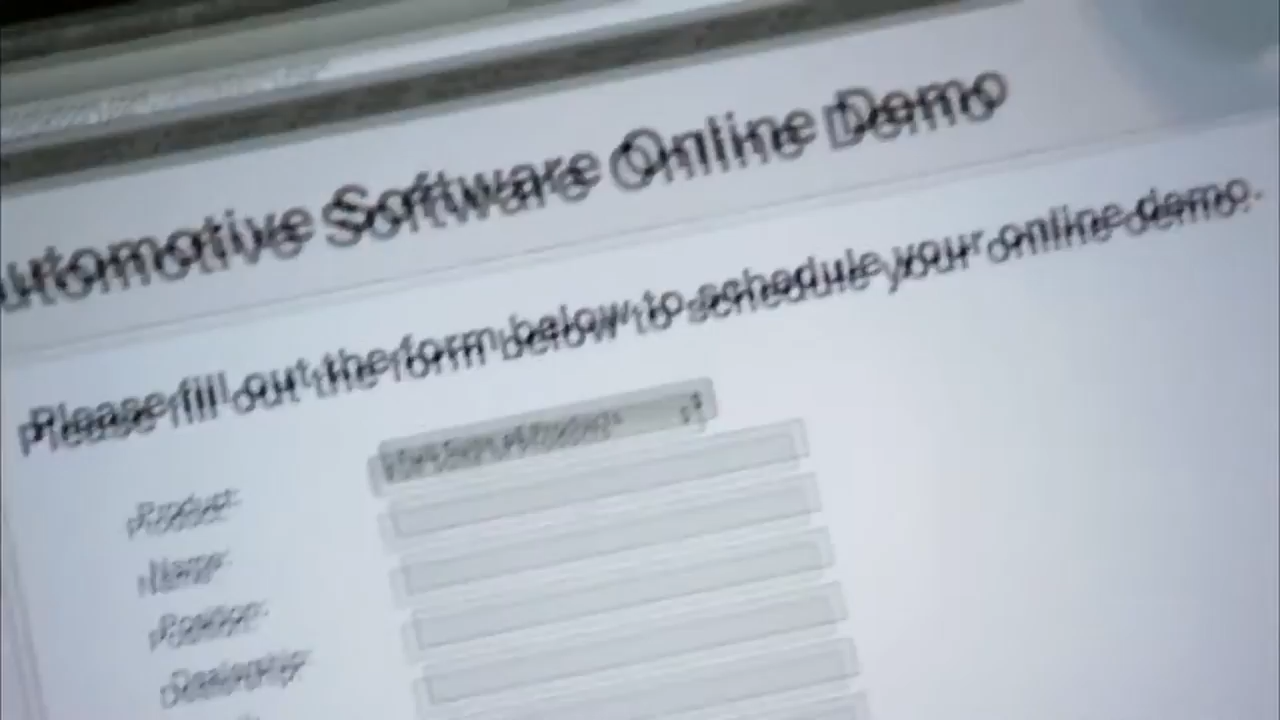 utomotive Software Online Demo
Please fill out the form below to schedule your online demo.
Product:
Name:
Position:
Dealership: